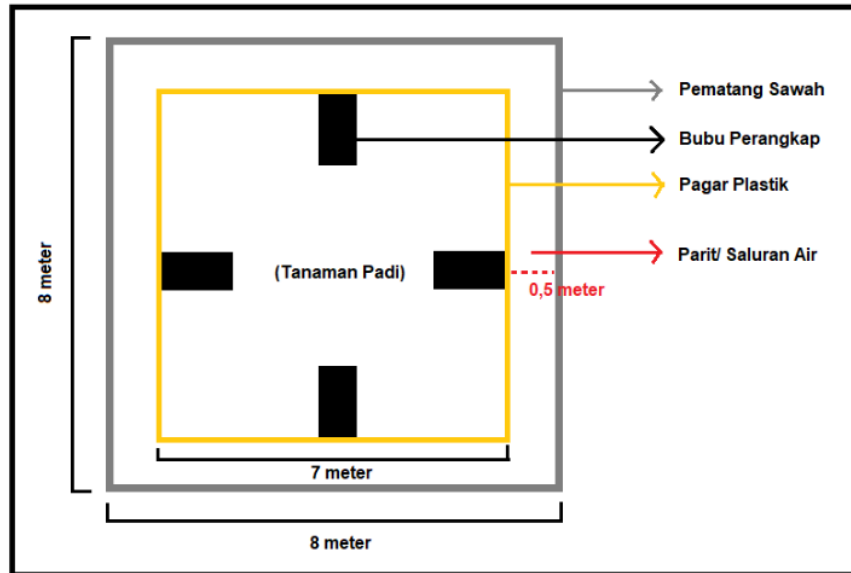 Pematang Sawah
Bubu Perangkap
Pagar Plastik
Parit/ Saluran Air
(Tanaman Padi)
0,5 meter
8 meter
7 meter
8 meter